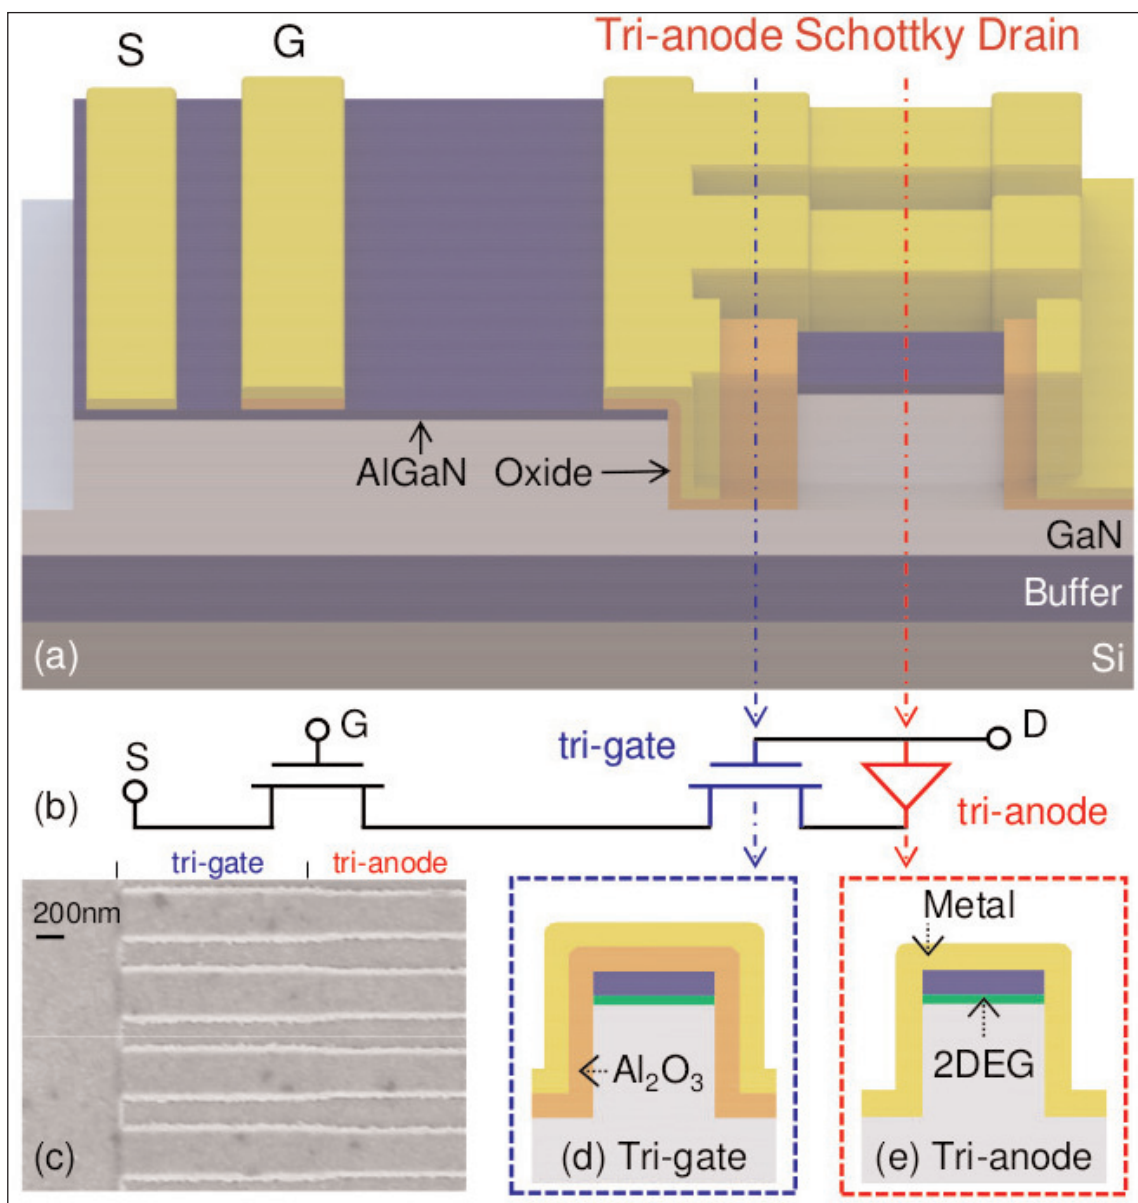 S
G
Tri-anode Schottky Drain
AlGaN
Oxide
GaN
Buffer
Si
(a)
G
D
S
tri-gate
(b)
tri-anode
tri-gate
tri-anode
200nm
Metal
Al2O3
2DEG
(c)
(d) Tri-gate
(e) Tri-anode